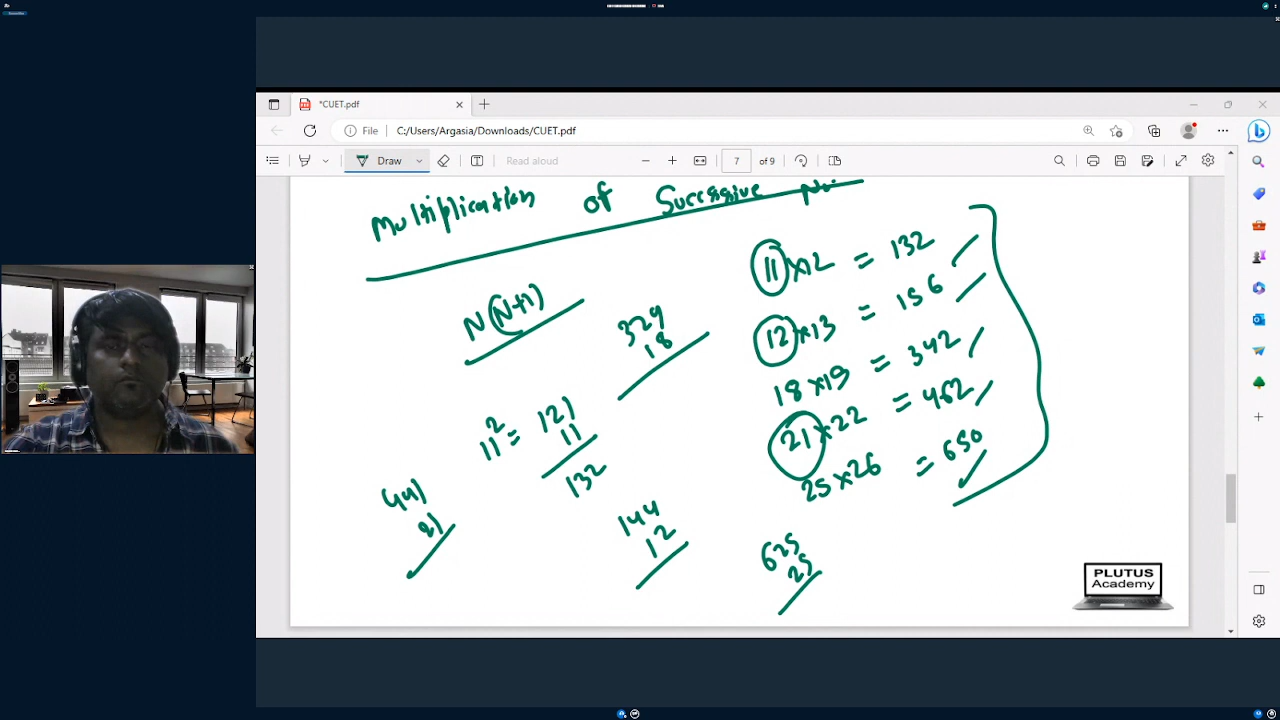 *CUET.pdf
File C:/Users/Argasia/Downloads/CUET.pdf
Draw Read aloud 7 of 9
Multiplication of Successive
N(N+1)
329
18
11² = 121
11
132
441
21
144
12
625
25
11×12 = 132
12×13 = 156
18×19 = 342
21×22 = 462
25×26 = 650
PLUTUS
Academy